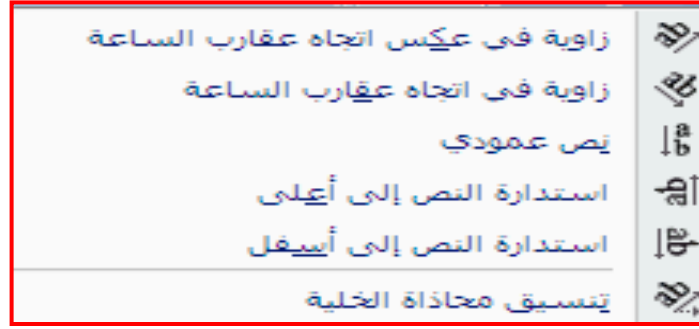 زاوية في عكس اتجاه عقارب الساعة
زاوية في اتجاه عقارب الساعة
نص عمودي
استدارة النص إلى أعلى
استدارة النص إلى أسفل
تنسيق محاذاة الخلية